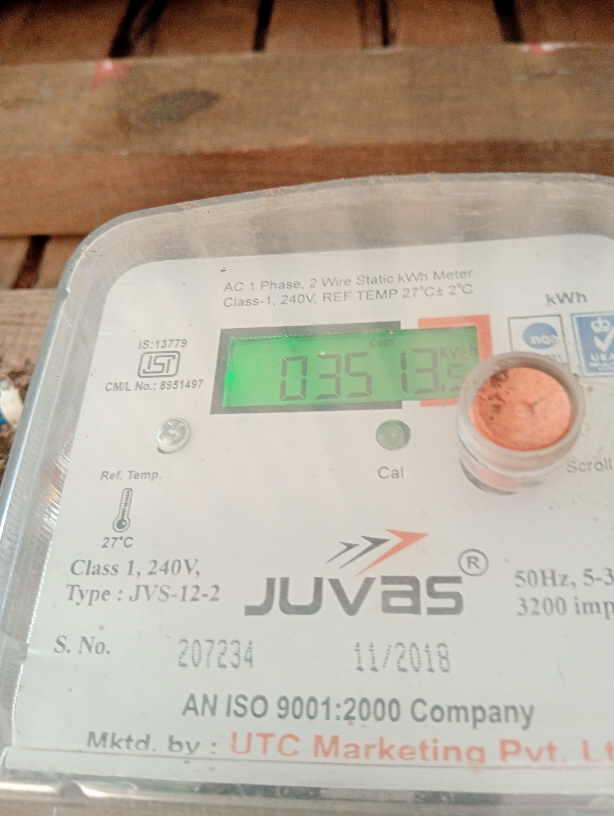 AC 1 Phase, 2 Wire Static kWh Meter
Class-1, 240V, REF TEMP 27°C± 2°C
kWh
IS:13779
ISI
CM/L No.: 8951497
Cum
03513.5
KWh
Ref. Temp.
Cal
Scroll
27°C
Class 1, 240V,
Type : JVS-12-2
JUVAS®
50Hz, 5-3
3200 imp
S. No. 207234 11/2018
AN ISO 9001:2000 Company
Mktd. by : UTC Marketing Pvt. Lt